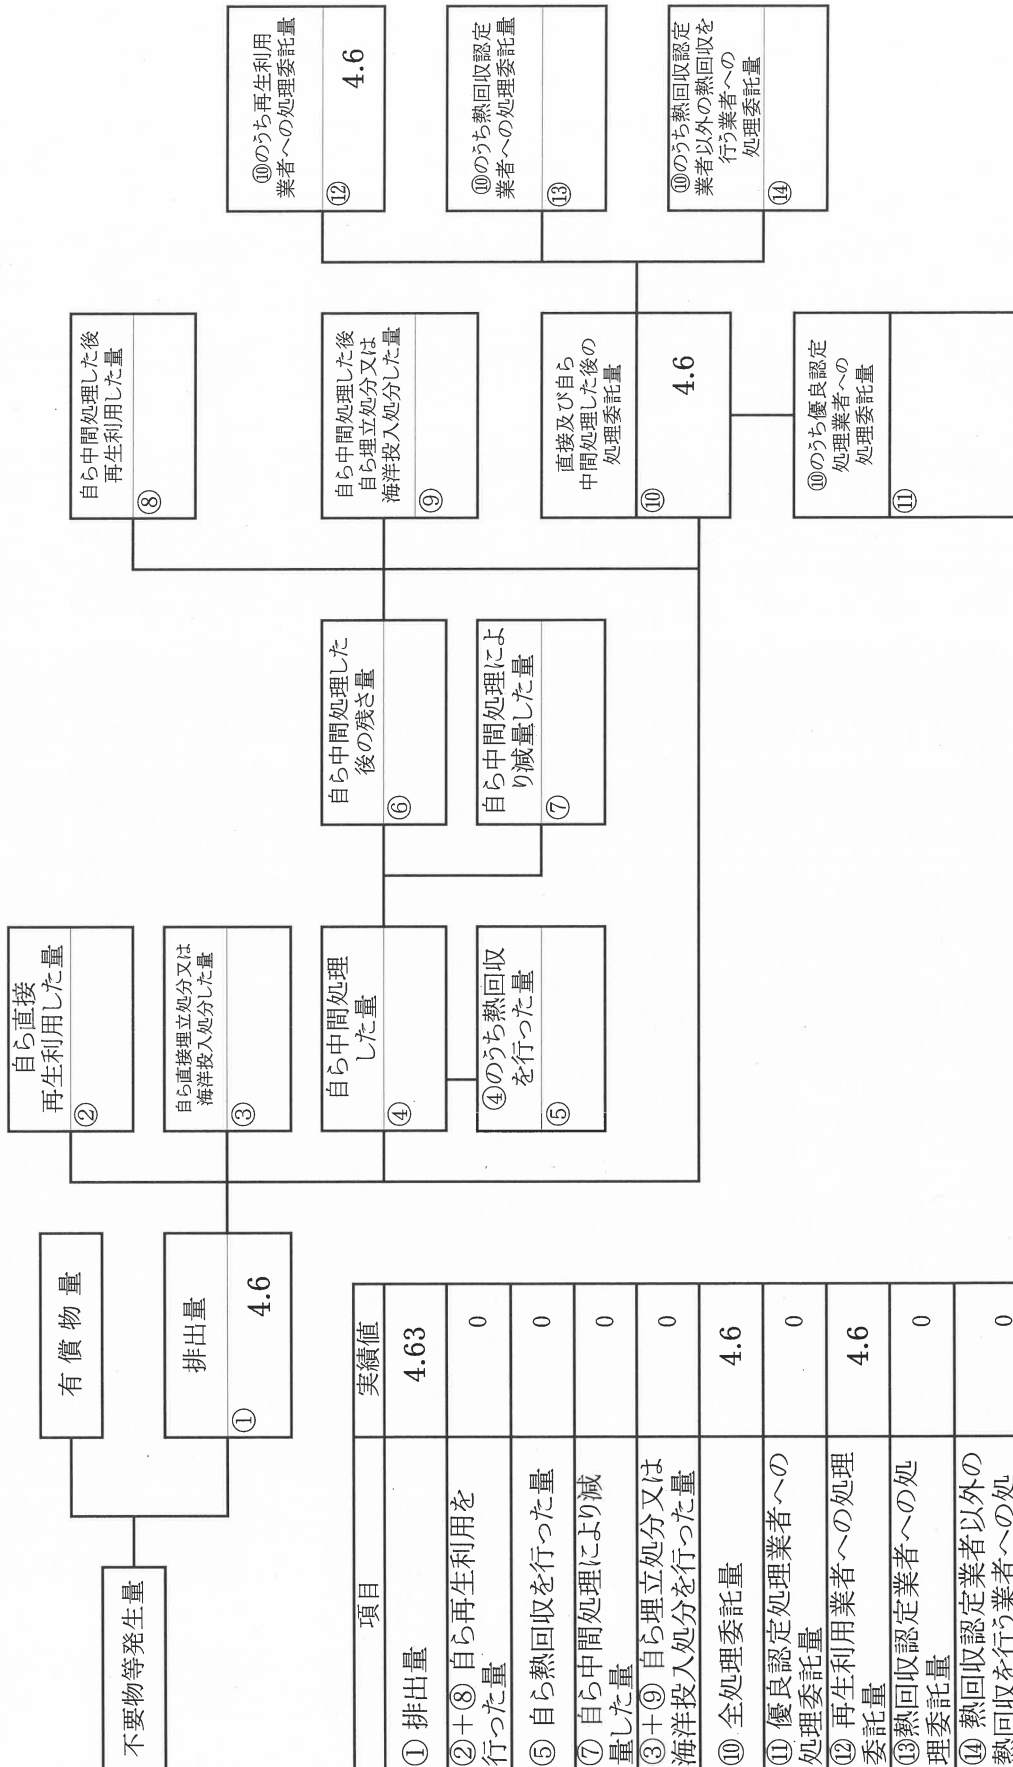 不要物等発生量
有償物量
排出量
①
4.6
自ら直接
再生利用した量
②
自ら直接埋立処分又は
海洋投入処分した量
③
自ら中間処理
した量
④
④のうち熱回収
を行った量
⑤
自ら中間処理した
後の残さ量
⑥
自ら中間処理によ
り減量した量
⑦
自ら中間処理した後
再生利用した量
⑧
自ら中間処理した後
自ら埋立処分又は
海洋投入処分した量
⑨
直接及び自ら
中間処理した後の
処理委託量
⑩
4.6
⑩のうち優良認定
処理業者への
処理委託量
⑪
⑩のうち再生利用
業者への処理委託量
⑫
4.6
⑩のうち熱回収認定
業者への処理委託量
⑬
⑩のうち熱回収認定
業者以外の熱回収を
行う業者への
処理委託量
⑭
項目
実績値
① 排出量
4.63
②+⑧ 自ら再生利用を
行った量
0
⑤ 自ら熱回収を行った量
0
⑦ 自ら中間処理により減
量した量
0
③+⑨ 自ら埋立処分又は
海洋投入処分を行った量
0
⑩ 全処理委託量
4.6
⑪ 優良認定処理業者への
処理委託量
0
⑫ 再生利用業者への処理
委託量
4.6
⑬熱回収認定業者への処
理委託量
0
⑭ 熱回収認定業者以外の
熱回収を行う業者への処
0